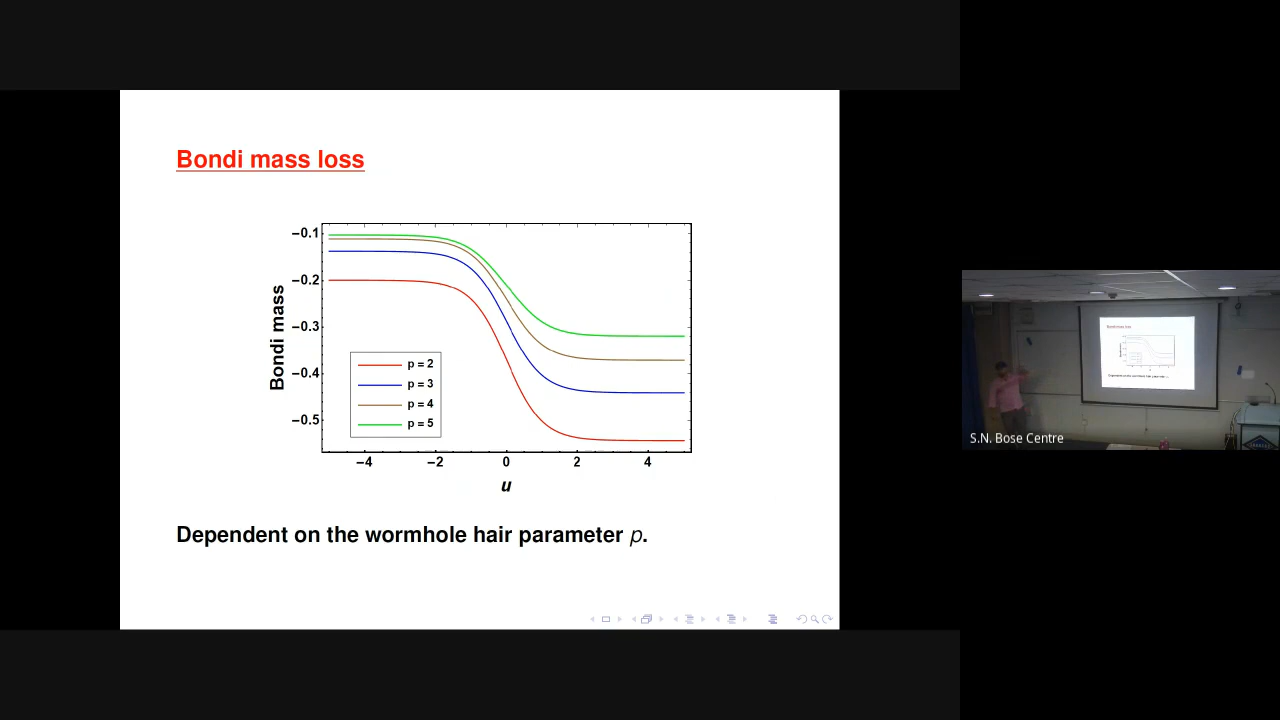 Bondi mass loss
−0.1
−0.2
−0.3
−0.4
−0.5
Bondi mass
p = 2
p = 3
p = 4
p = 5
−4 −2 0 2 4
u
Dependent on the wormhole hair parameter p.
S.N. Bose Centre